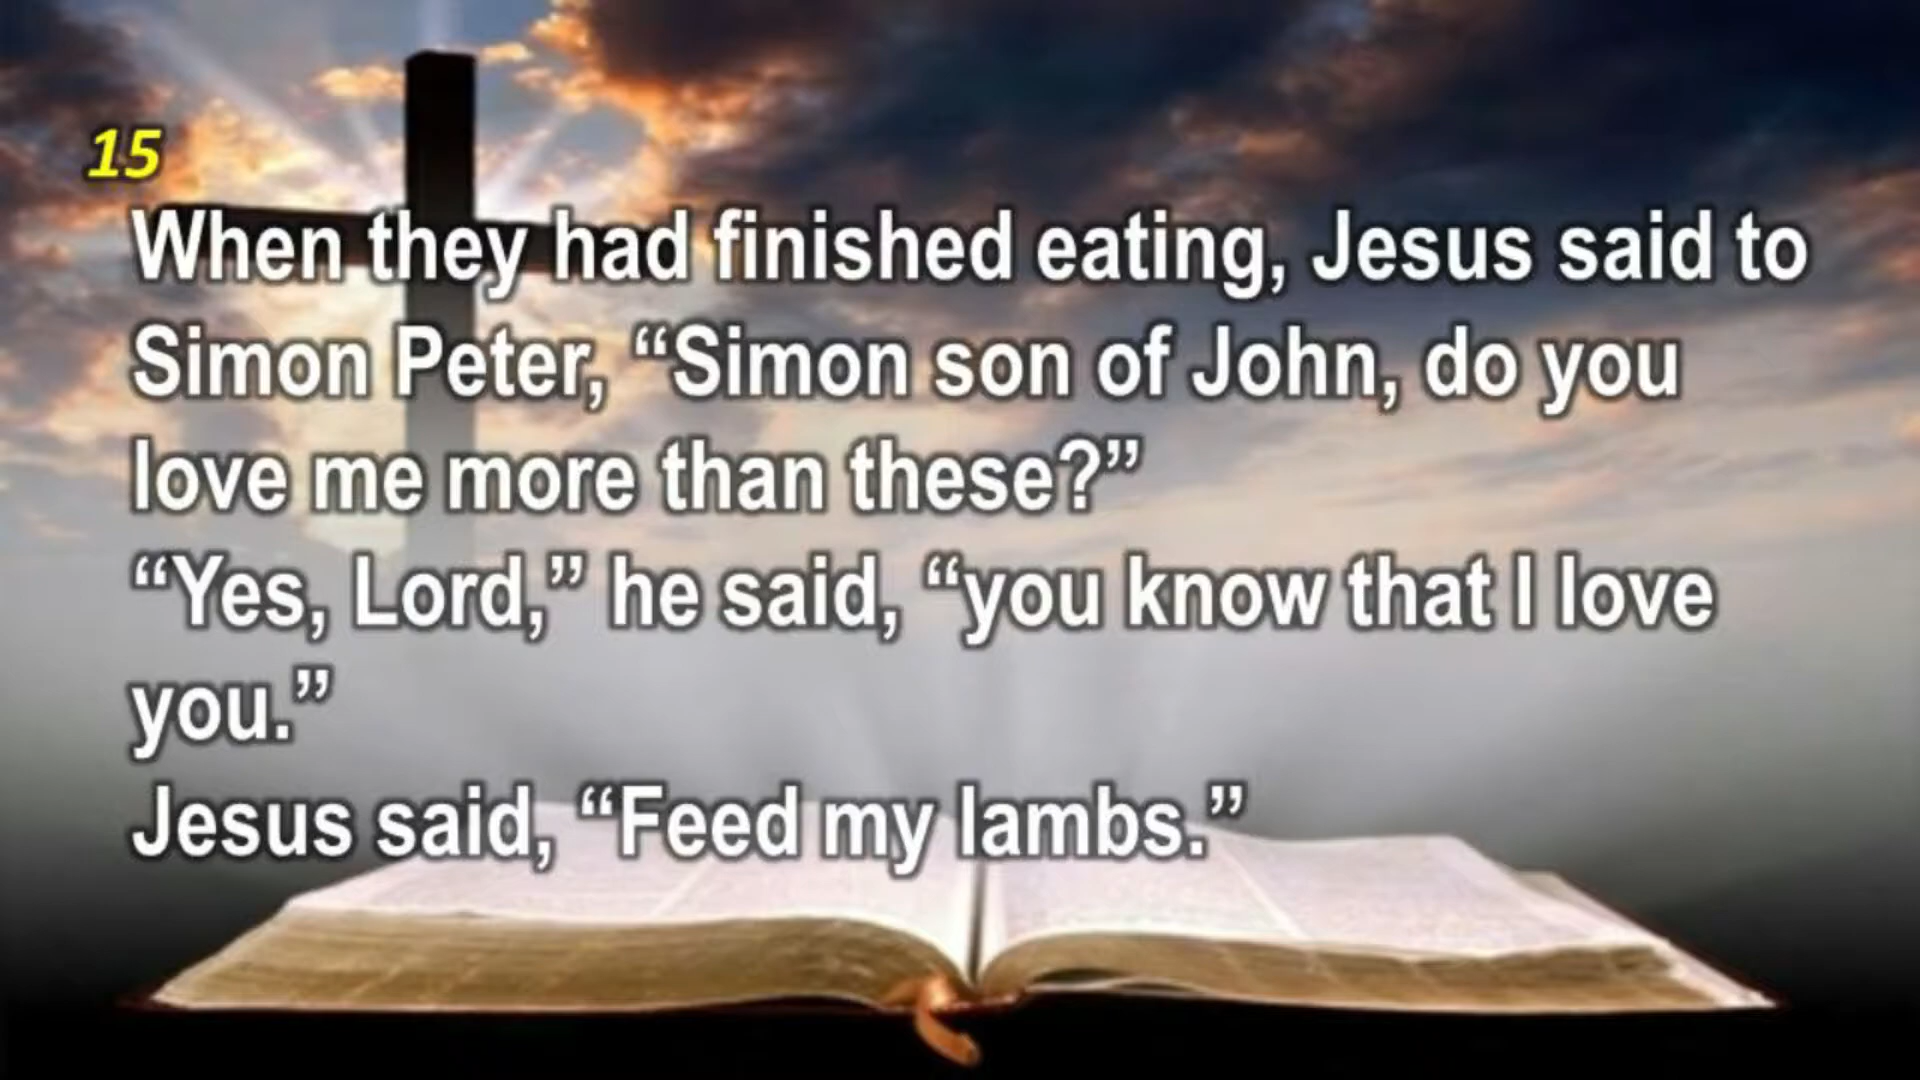 15
When they had finished eating, Jesus said to
Simon Peter, “Simon son of John, do you
love me more than these?”
“Yes, Lord,” he said, “you know that I love
you.”
Jesus said, “Feed my lambs.”